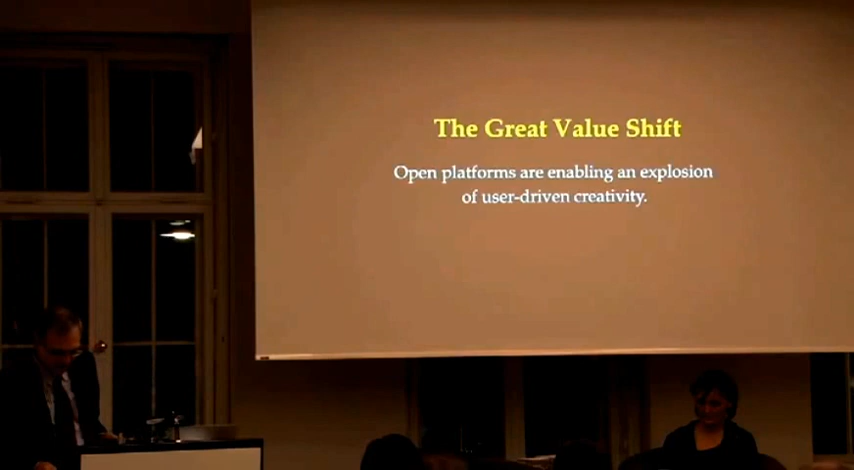 The Great Value Shift
Open platforms are enabling an explosion
of user-driven creativity.